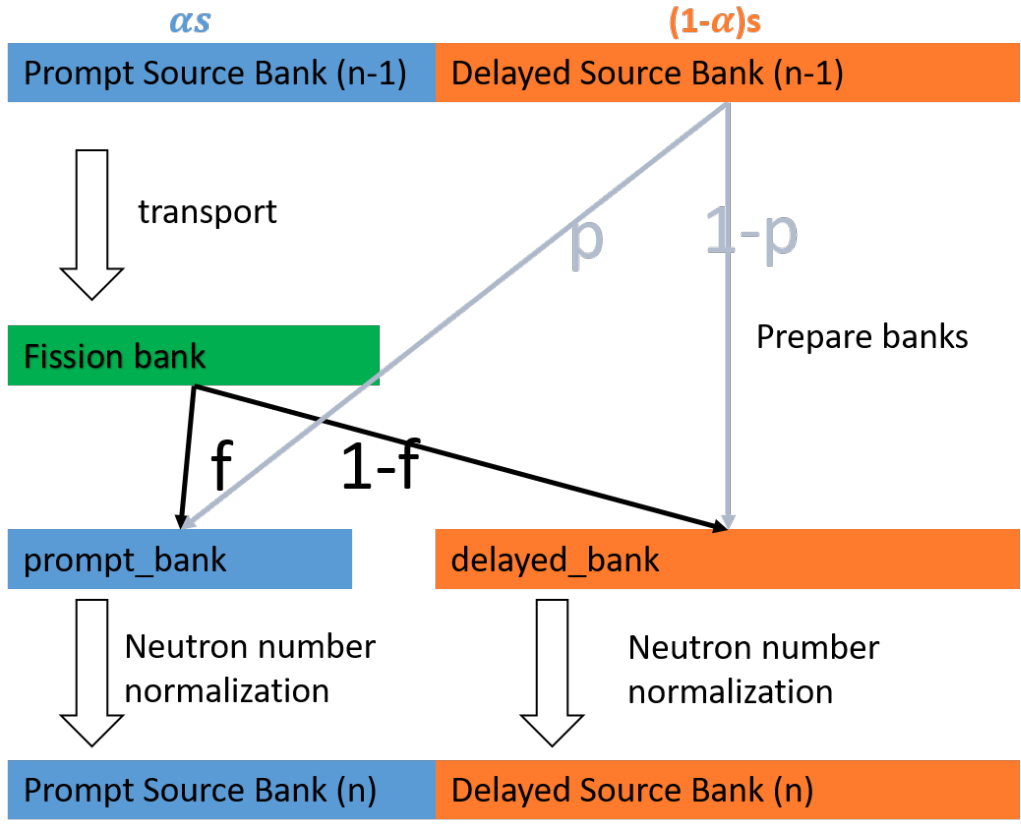 αs
(1-α)s
Prompt Source Bank (n-1)
Delayed Source Bank (n-1)
transport
p
1-p
Fission bank
Prepare banks
f
1-f
prompt_bank
delayed_bank
Neutron number
normalization
Neutron number
normalization
Prompt Source Bank (n)
Delayed Source Bank (n)